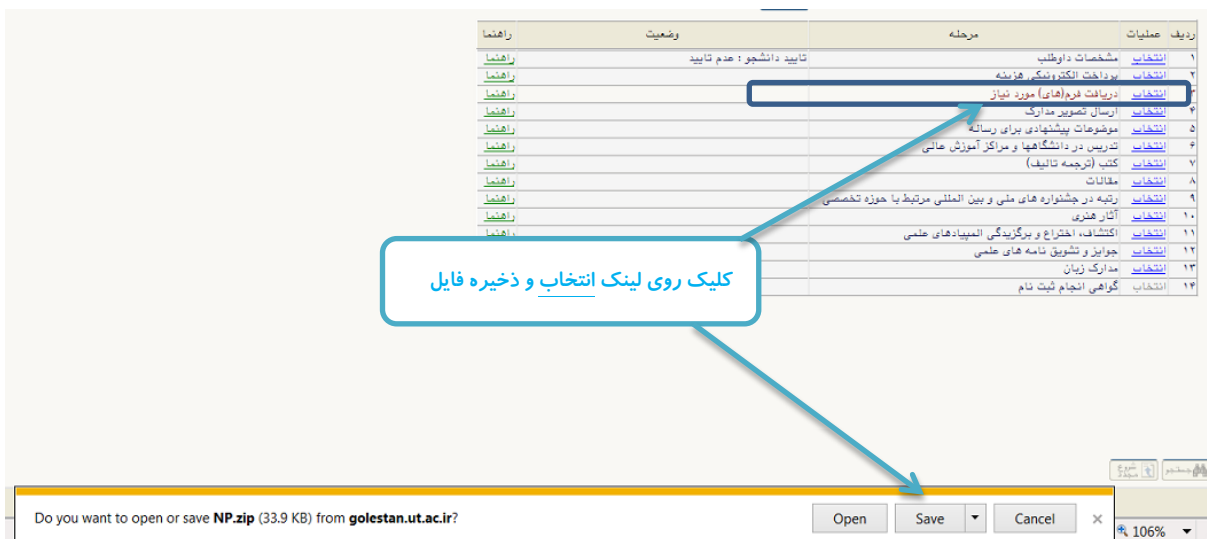 ردیف عملیات مرحله وضعیت راهنما
۱ انتخاب مشخصات داوطلب تایید دانشجو : عدم تایید راهنما
۲ انتخاب پرداخت الکترونیکی هزینه راهنما
۳ انتخاب دریافت فرم(های) مورد نیاز راهنما
۴ انتخاب ارسال تصویر مدارک راهنما
۵ انتخاب موضوعات پیشنهادی برای رساله راهنما
۶ انتخاب تدریس در دانشگاهها و مراکز آموزش عالی راهنما
۷ انتخاب کتب (ترجمه تالیف) راهنما
۸ انتخاب مقالات راهنما
۹ انتخاب رتبه در جشنواره های ملی و بین المللی مرتبط با حوزه تخصصی راهنما
۱۰ انتخاب آثار هنری راهنما
۱۱ انتخاب اکتشاف، اختراع و برگزیدگی المپیادهای علمی راهنما
۱۲ انتخاب جوایز و تشویق نامه های علمی
۱۳ انتخاب مدارک زبان
۱۴ انتخاب گواهی انجام ثبت نام
کلیک روی لینک انتخاب و ذخیره فایل
جستجو شروع مجدد
Do you want to open or save NP.zip (33.9 KB) from golestan.ut.ac.ir? Open Save Cancel ×
106%